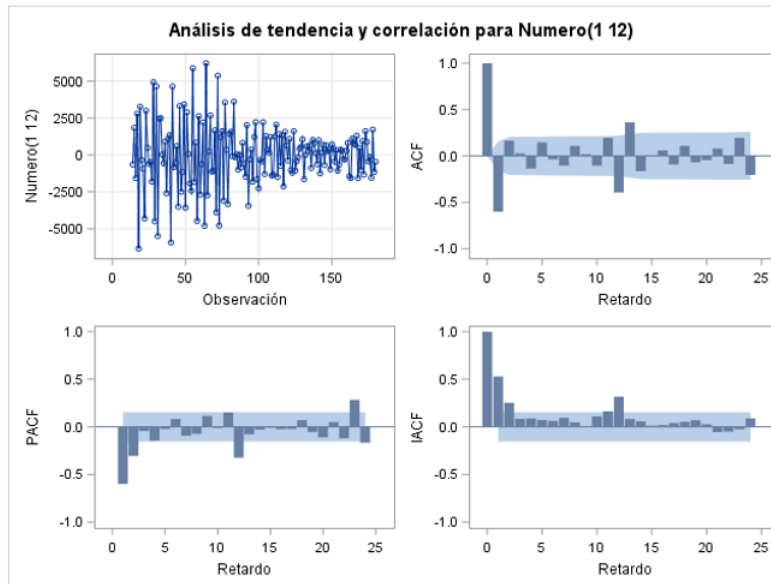 Análisis de tendencia y correlación para Numero(1 12)
Numero(1 12)
5000
2500
0
-2500
-5000
0 50 100 150
Observación
ACF
1.0
0.5
0.0
-0.5
-1.0
0 5 10 15 20 25
Retardo
PACF
1.0
0.5
0.0
-0.5
-1.0
0 5 10 15 20 25
Retardo
IACF
1.0
0.5
0.0
-0.5
-1.0
0 5 10 15 20 25
Retardo